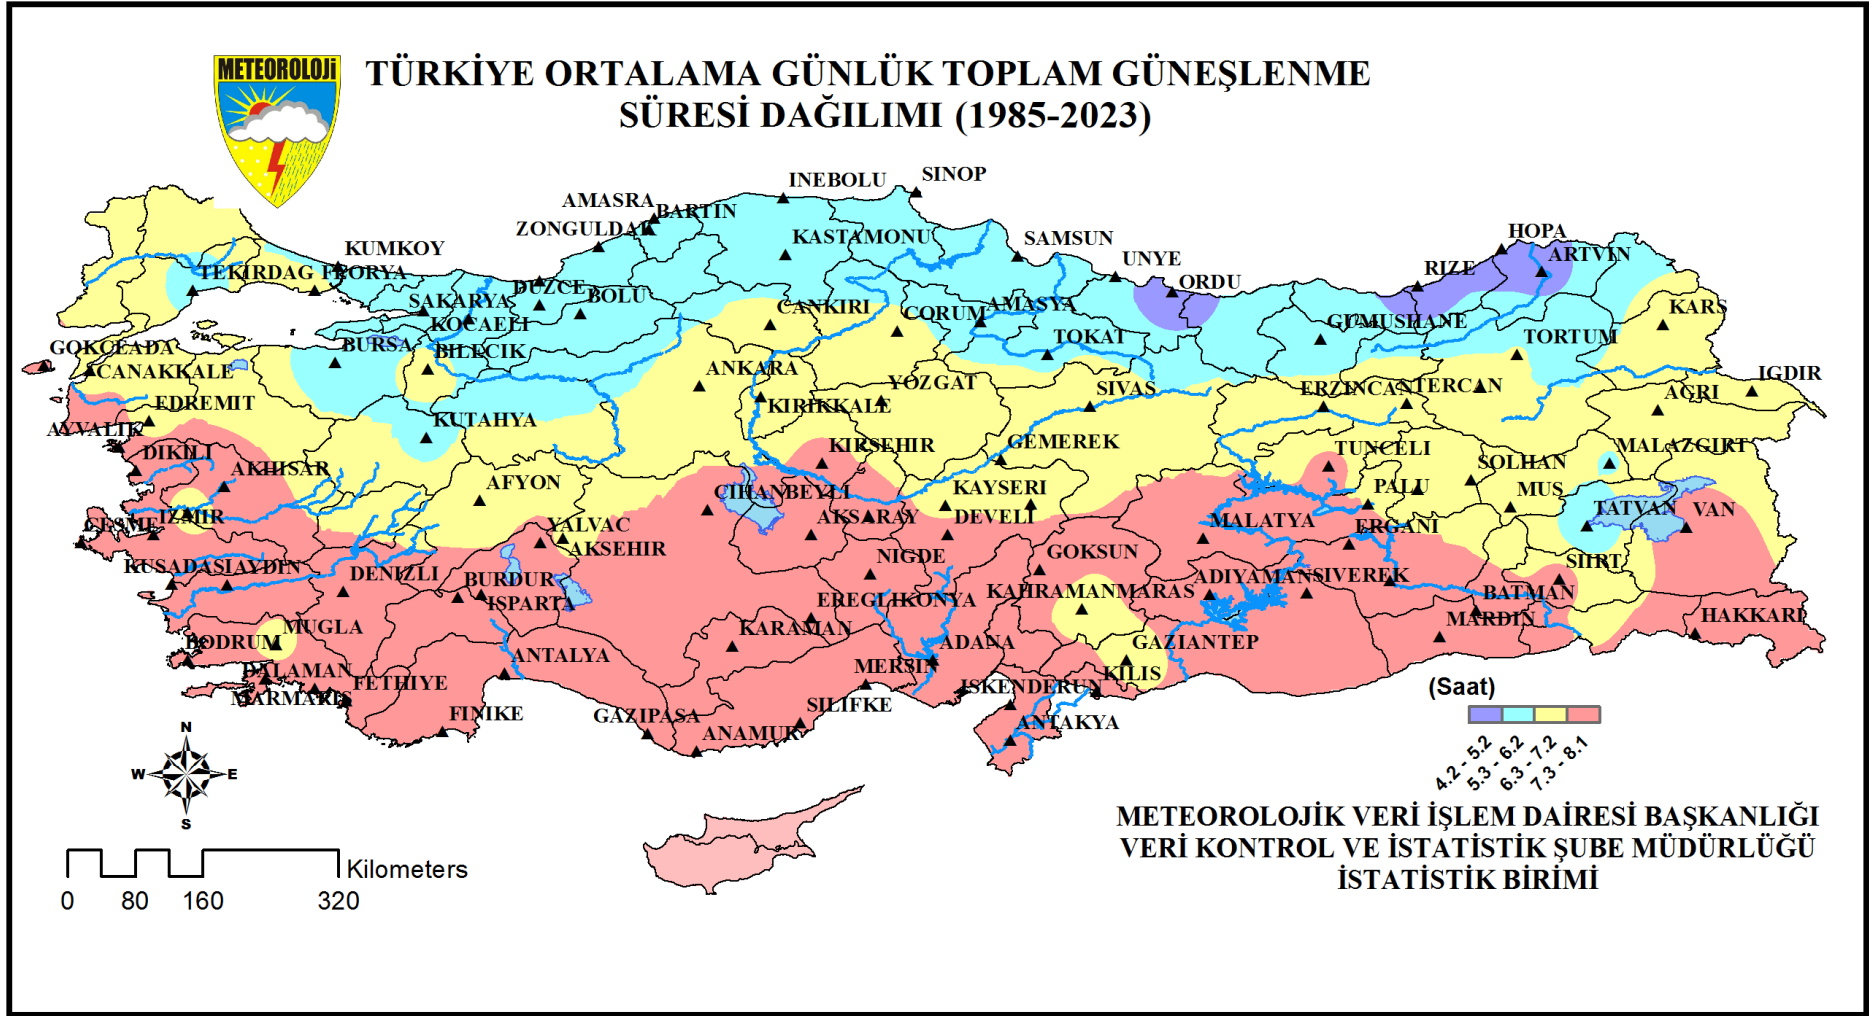 METEOROLOJi
TÜRKİYE ORTALAMA GÜNLÜK TOPLAM GÜNEŞLENME
SÜRESİ DAĞILIMI (1985-2023)
INEBOLU
SINOP
AMASRA
BARTIN
ZONGULDAK
KASTAMONU
SAMSUN
HOPA
ARTVIN
KUMKOY
UNYE
ORDU
RIZE
TEKIRDAG
FLORYA
DUZCE
BOLU
SAKARYA
KOCAELI
CANKIRI
CORUM
AMASYA
KARS
GUMUSHANE
TORTUM
TOKAT
GOKCEADA
CANAKKALE
BURSA
BILECIK
ANKARA
YOZGAT
SIVAS
ERZINCAN
TERCAN
AGRI
IGDIR
EDREMIT
KIRIKKALE
AYVALIK
KUTAHYA
DIKILI
AKHISAR
KIRSEHIR
GEMEREK
TUNCELI
SOLHAN
MALAZGIRT
AFYON
CIHANBEYLI
KAYSERI
PALU
MUS
CESME
IZMIR
YALVAC
AKSEHIR
AKSARAY
DEVELI
MALATYA
ERGANI
TATVAN
VAN
KUSADASI
AYDIN
DENIZLI
BURDUR
ISPARTA
NIGDE
GOKSUN
SIIRT
EREGLI
KONYA
KAHRAMANMARAS
ADIYAMAN
SIVEREK
BATMAN
BODRUM
MUGLA
KARAMAN
ADANA
GAZIANTEP
MARDIN
HAKKARI
DALAMAN
MARMARIS
FETHIYE
ANTALYA
MERSIN
ISKENDERUN
KILIS
FINIKE
GAZIPASA
ANAMUR
SILIFKE
ANTAKYA
(Saat)
4.2 - 5.2
5.3 - 6.2
6.3 - 7.2
7.3 - 8.1
N
W
E
S
Kilometers
0 80 160 320
METEOROLOJİK VERİ İŞLEM DAİRESİ BAŞKANLIĞI
VERİ KONTROL VE İSTATİSTİK ŞUBE MÜDÜRLÜĞÜ
İSTATİSTİK BİRİMİ